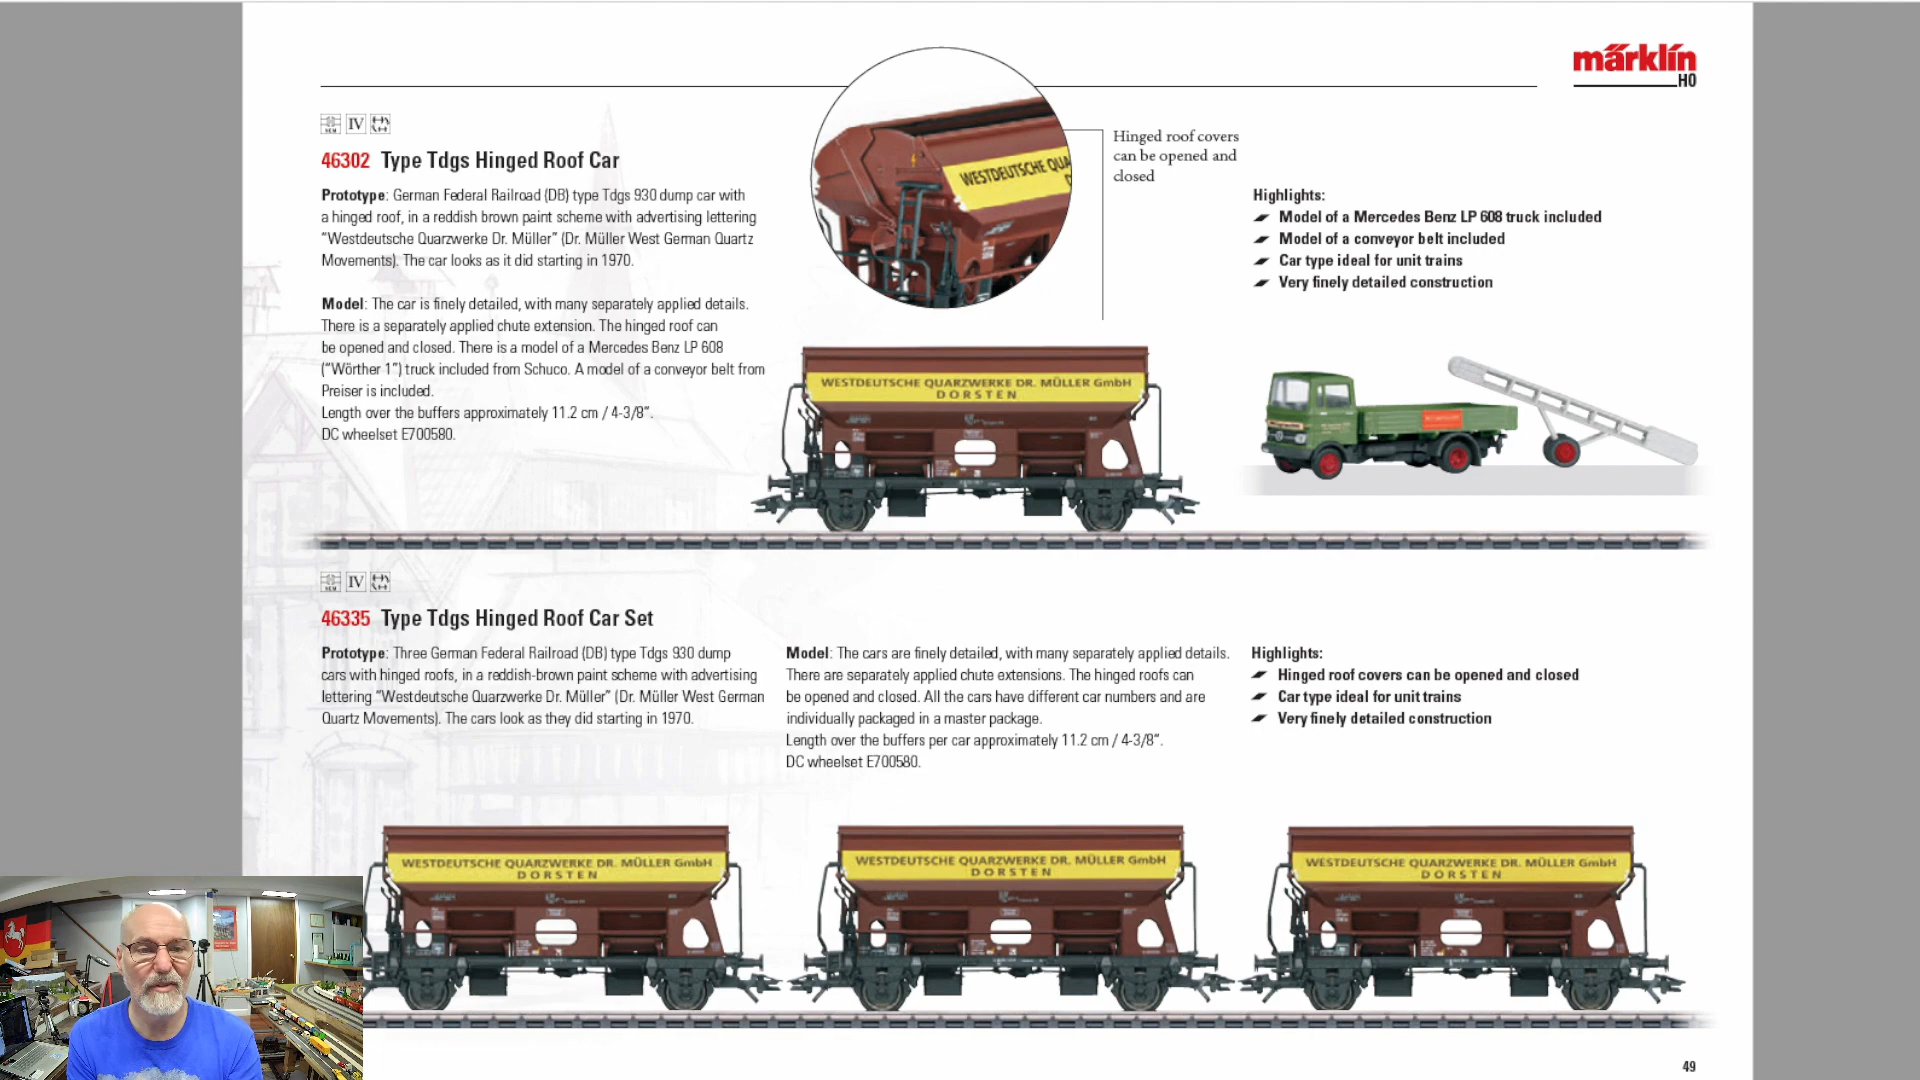 märklín
H0
IV
46302 Type Tdgs Hinged Roof Car
Prototype: German Federal Railroad (DB) type Tdgs 930 dump car with
a hinged roof, in a reddish brown paint scheme with advertising lettering
“Westdeutsche Quarzwerke Dr. Müller” (Dr. Müller West German Quartz
Movements). The car looks as it did starting in 1970.
Model: The car is finely detailed, with many separately applied details.
There is a separately applied chute extension. The hinged roof can
be opened and closed. There is a model of a Mercedes Benz LP 608
(“Wörther 1”) truck included from Schuco. A model of a conveyor belt from
Preiser is included.
Length over the buffers approximately 11.2 cm / 4-3/8”.
DC wheelset E700580.
WESTDEUTSCHE QUA
Hinged roof covers
can be opened and
closed
Highlights:
Model of a Mercedes Benz LP 608 truck included
Model of a conveyor belt included
Car type ideal for unit trains
Very finely detailed construction
WESTDEUTSCHE QUARZWERKE DR. MÜLLER GmbH
DORSTEN
IV
46335 Type Tdgs Hinged Roof Car Set
Prototype: Three German Federal Railroad (DB) type Tdgs 930 dump
cars with hinged roofs, in a reddish-brown paint scheme with advertising
lettering “Westdeutsche Quarzwerke Dr. Müller” (Dr. Müller West German
Quartz Movements). The cars look as they did starting in 1970.
Model: The cars are finely detailed, with many separately applied details.
There are separately applied chute extensions. The hinged roofs can
be opened and closed. All the cars have different car numbers and are
individually packaged in a master package.
Length over the buffers per car approximately 11.2 cm / 4-3/8”.
DC wheelset E700580.
Highlights:
Hinged roof covers can be opened and closed
Car type ideal for unit trains
Very finely detailed construction
WESTDEUTSCHE QUARZWERKE DR. MÜLLER GmbH
DORSTEN
WESTDEUTSCHE QUARZWERKE DR. MÜLLER GmbH
DORSTEN
WESTDEUTSCHE QUARZWERKE DR. MÜLLER GmbH
DORSTEN
49